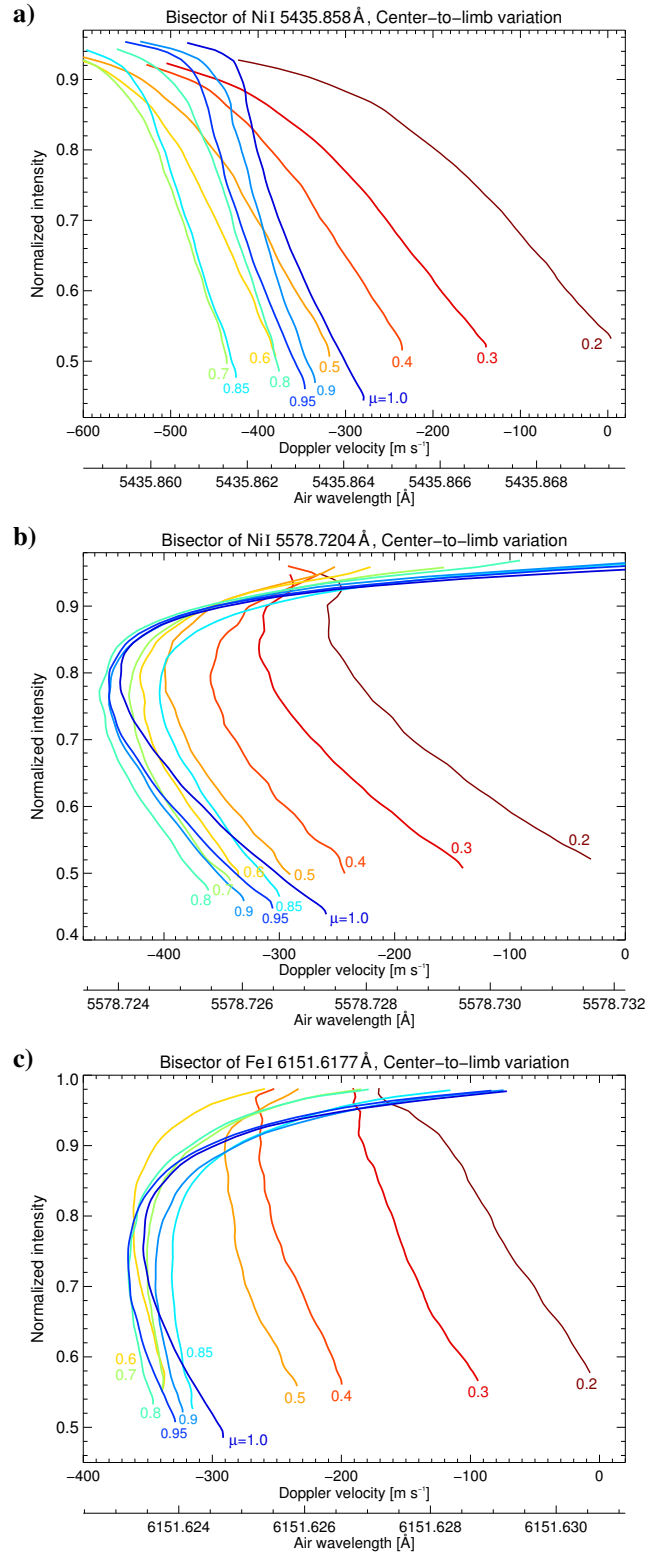 a)
Bisector of Ni I 5435.858 Å, Center-to-limb variation
Normalized intensity
0.9
0.8
0.7
0.6
0.5
0.7
0.85
0.6
0.8
0.95
0.9
0.5
μ=1.0
0.4
0.3
0.2
−600 −500 −400 −300 −200 −100 0
Doppler velocity [m s⁻¹]
5435.860 5435.862 5435.864 5435.866 5435.868
Air wavelength [Å]
b)
Bisector of Ni I 5578.7204 Å, Center-to-limb variation
Normalized intensity
0.9
0.8
0.7
0.6
0.5
0.4
0.8
0.7
0.6
0.9
0.95
0.85
0.5
μ=1.0
0.4
0.3
0.2
−400 −300 −200 −100 0
Doppler velocity [m s⁻¹]
5578.724 5578.726 5578.728 5578.730 5578.732
Air wavelength [Å]
c)
Bisector of Fe I 6151.6177 Å, Center-to-limb variation
Normalized intensity
1.0
0.9
0.8
0.7
0.6
0.5
0.6
0.7
0.8
0.95
0.9
0.85
μ=1.0
0.5
0.4
0.3
0.2
−400 −300 −200 −100 0
Doppler velocity [m s⁻¹]
6151.624 6151.626 6151.628 6151.630
Air wavelength [Å]